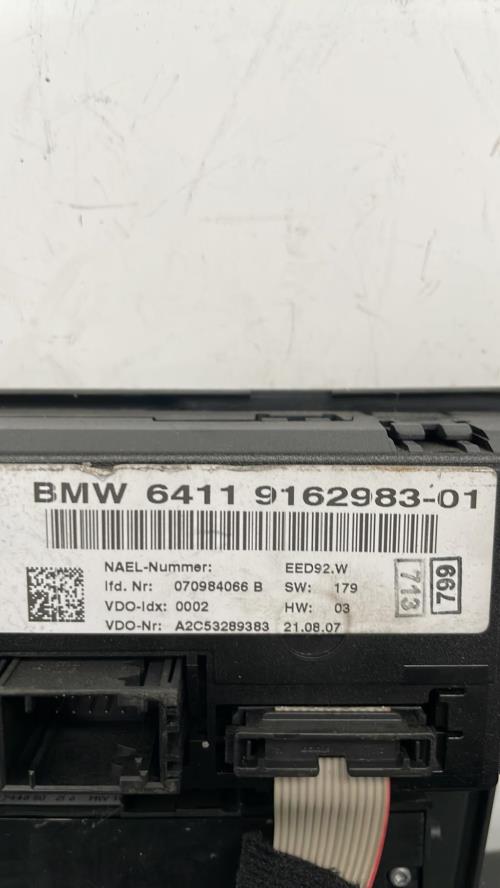 BMW 6411 9162983-01
NAEL-Nummer: EED92.W
lfd. Nr: 070984066 B SW: 179
VDO-Idx: 0002 HW: 03
VDO-Nr: A2C53289383 21.08.07
713
799